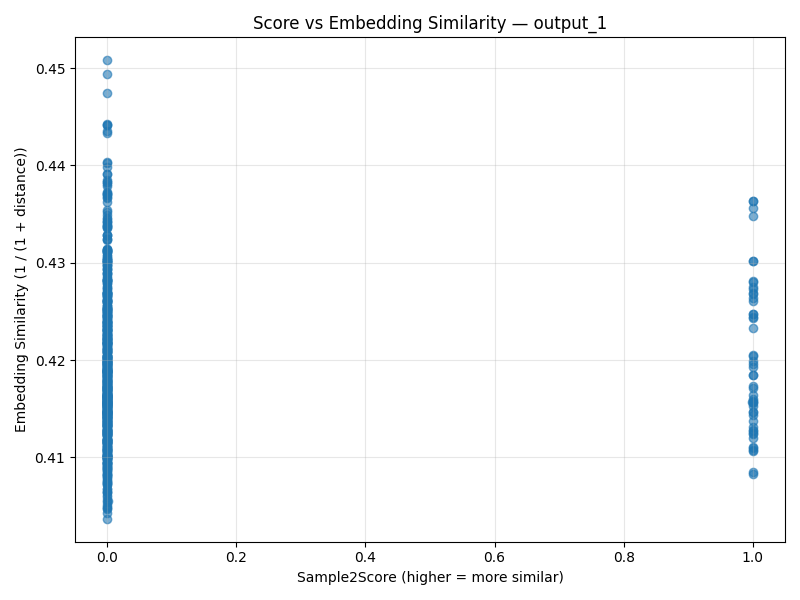 Score vs Embedding Similarity — output_1
Embedding Similarity (1 / (1 + distance))
0.45
0.44
0.43
0.42
0.41
0.0 0.2 0.4 0.6 0.8 1.0
Sample2Score (higher = more similar)